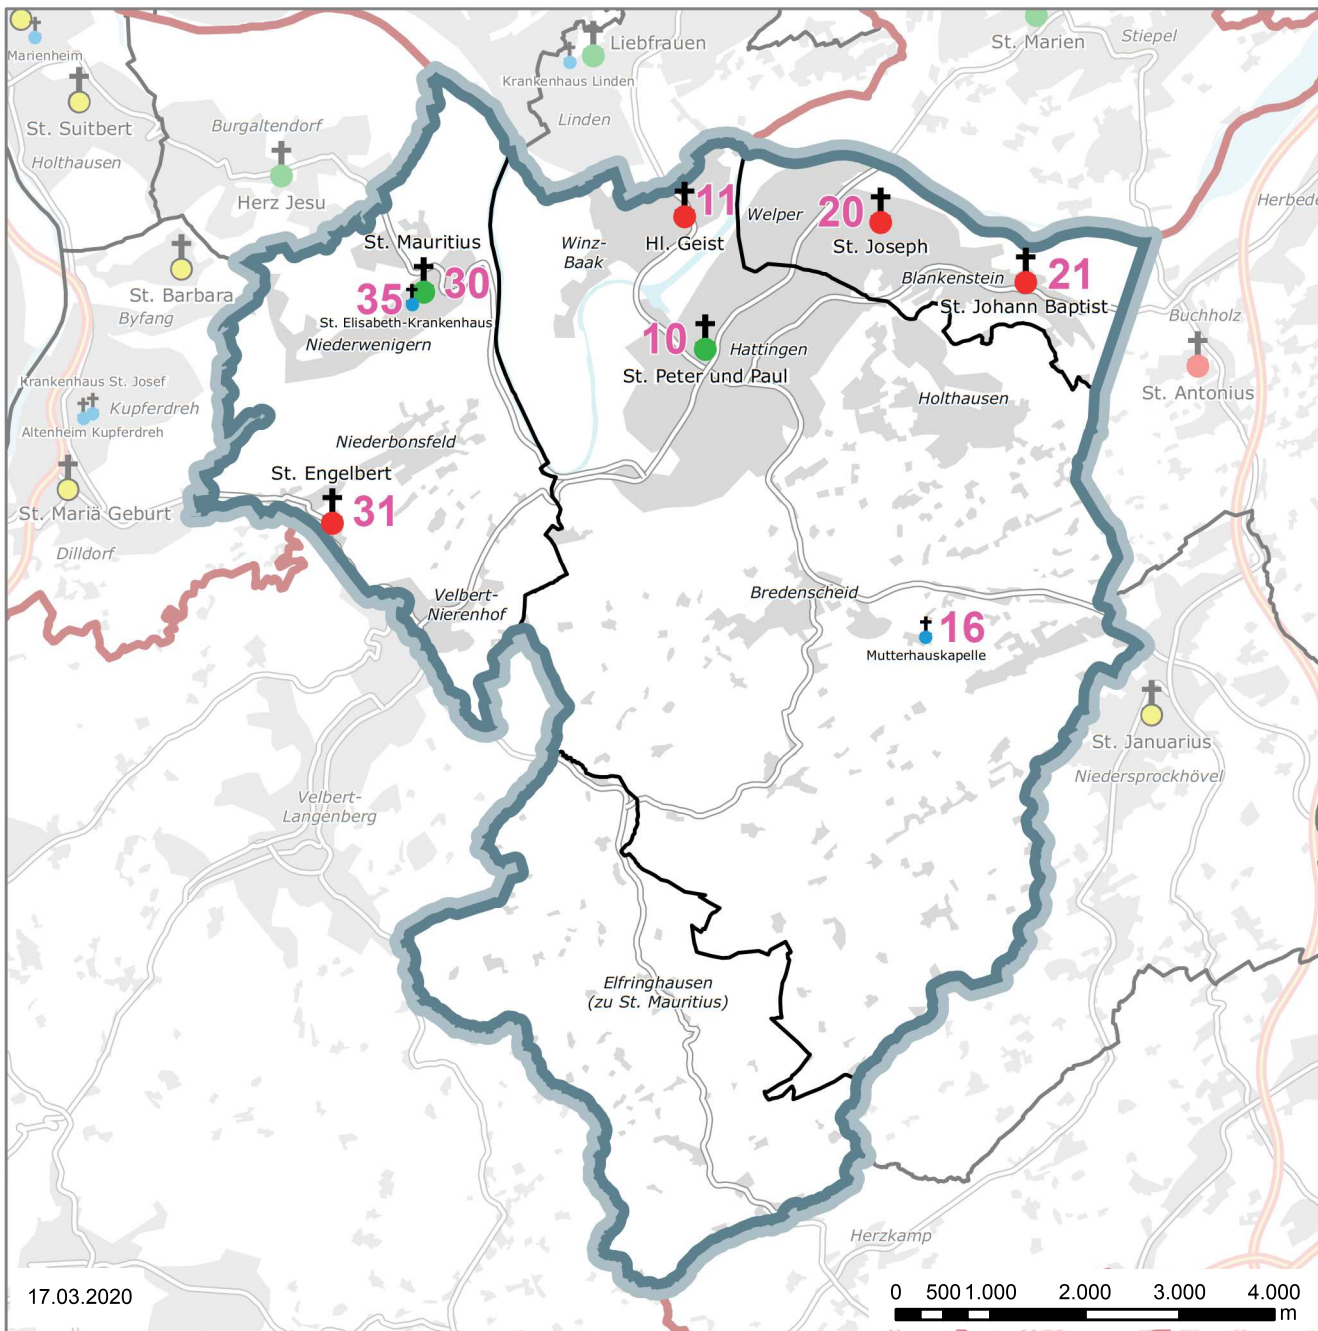 Marienheim
St. Suitbert
Holthausen
Burgaltendorf
Herz Jesu
Liebfrauen
Krankenhaus Linden
Linden
St. Marien
Stiepel
St. Barbara
Byfang
St. Mauritius
30
35
St. Elisabeth-Krankenhaus
Niederwenigern
Winz-
Baak
11
Hl. Geist
Welper
20
St. Joseph
Blankenstein
21
St. Johann Baptist
Buchholz
St. Antonius
10
Hattingen
St. Peter und Paul
Holthausen
Krankenhaus St. Josef
Kupferdreh
Altenheim Kupferdreh
Niederbonsfeld
St. Engelbert
31
St. Mariä Geburt
Dilldorf
Velbert-
Nierenhof
Bredenscheid
16
Mutterhauskapelle
St. Januarius
Niedersprockhövel
Velbert-
Langenberg
Elfringhausen
(zu St. Mauritius)
Herzkamp
17.03.2020
0 500 1.000 2.000 3.000 4.000
m